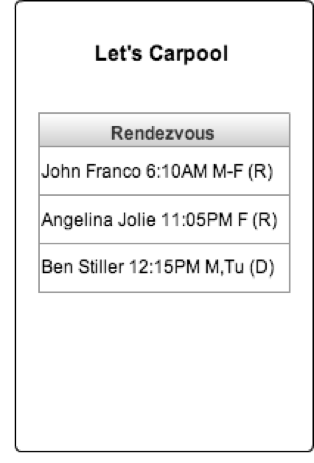 Let's Carpool
Rendezvous
John Franco 6:10AM M-F (R)
Angelina Jolie 11:05PM F (R)
Ben Stiller 12:15PM M,Tu (D)